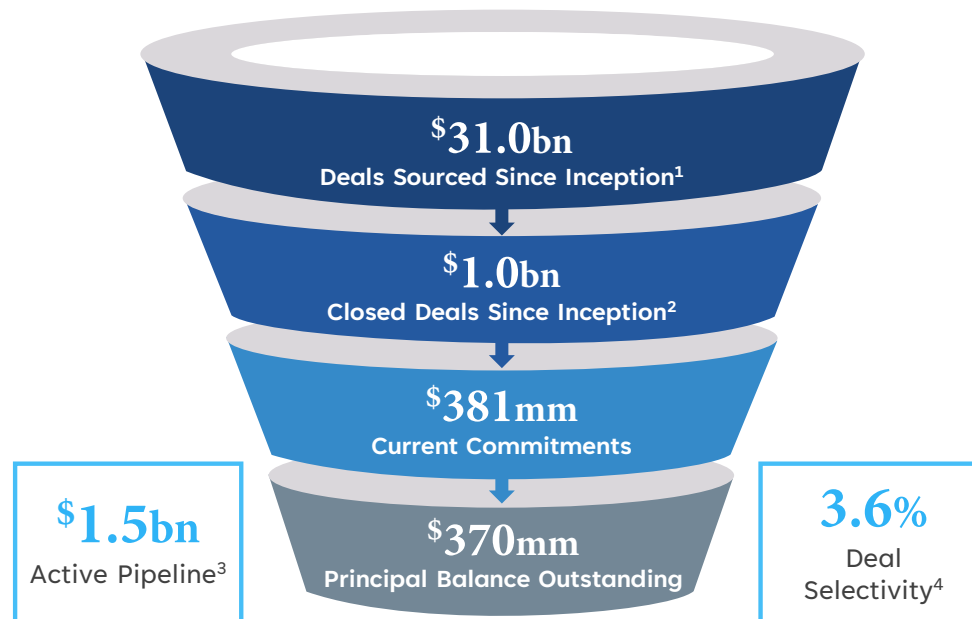 $31.0bn
Deals Sourced Since Inception¹
$1.0bn
Closed Deals Since Inception²
$381mm
Current Commitments
$370mm
Principal Balance Outstanding
$1.5bn
Active Pipeline³
3.6%
Deal
Selectivity⁴